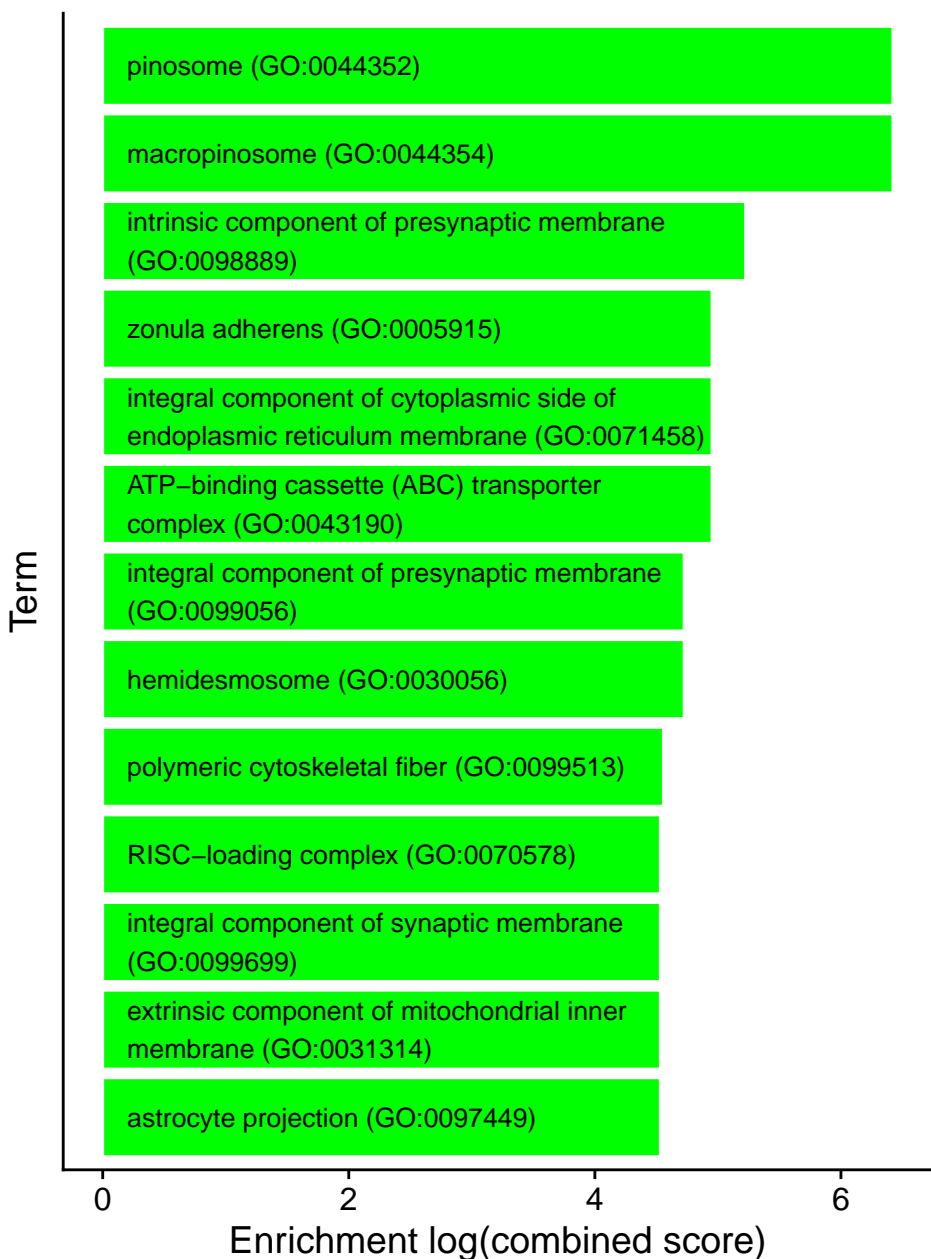 pinosome (GO:0044352)
macropinosome (GO:0044354)
intrinsic component of presynaptic membrane
(GO:0098889)
zonula adherens (GO:0005915)
integral component of cytoplasmic side of
endoplasmic reticulum membrane (GO:0071458)
ATP−binding cassette (ABC) transporter
complex (GO:0043190)
integral component of presynaptic membrane
(GO:0099056)
hemidesmosome (GO:0030056)
polymeric cytoskeletal fiber (GO:0099513)
RISC−loading complex (GO:0070578)
integral component of synaptic membrane
(GO:0099699)
extrinsic component of mitochondrial inner
membrane (GO:0031314)
astrocyte projection (GO:0097449)
Term
0 2 4 6
Enrichment log(combined score)